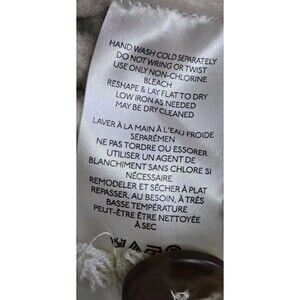 HAND WASH COLD SEPARATELY
DO NOT WRING OR TWIST
USE ONLY NON-CHLORINE
BLEACH
RESHAPE & LAY FLAT TO DRY
LOW IRON AS NEEDED
MAY BE DRY CLEANED
LAVER À LA MAIN À L'EAU FROIDE
SÉPARÉMEN
NE PAS TORDRE OU ESSORER
UTILISER UN AGENT DE
BLANCHIMENT SANS CHLORE SI
NÉCESSAIRE
REMODELER ET SÉCHER À PLAT
REPASSER, AU BESOIN, À TRÈS
BASSE TEMPÉRATURE
PEUT-ÊTRE ÊTRE NETTOYÉE
À SEC